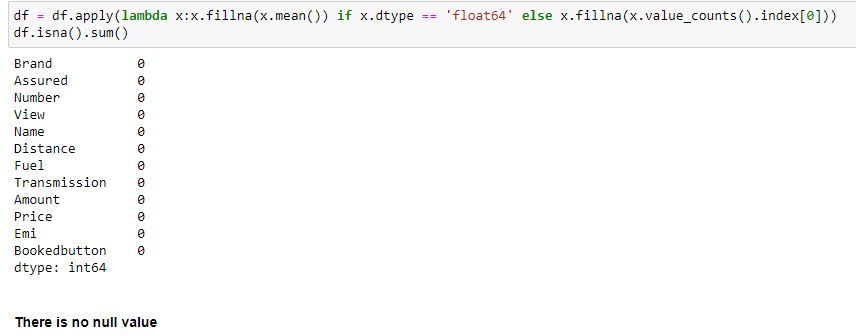 df = df.apply(lambda x:x.fillna(x.mean()) if x.dtype == 'float64' else x.fillna(x.value_counts().index[0]))
df.isna().sum()
Brand 0
Assured 0
Number 0
View 0
Name 0
Distance 0
Fuel 0
Transmission 0
Amount 0
Price 0
Emi 0
Bookedbutton 0
dtype: int64
There is no null value